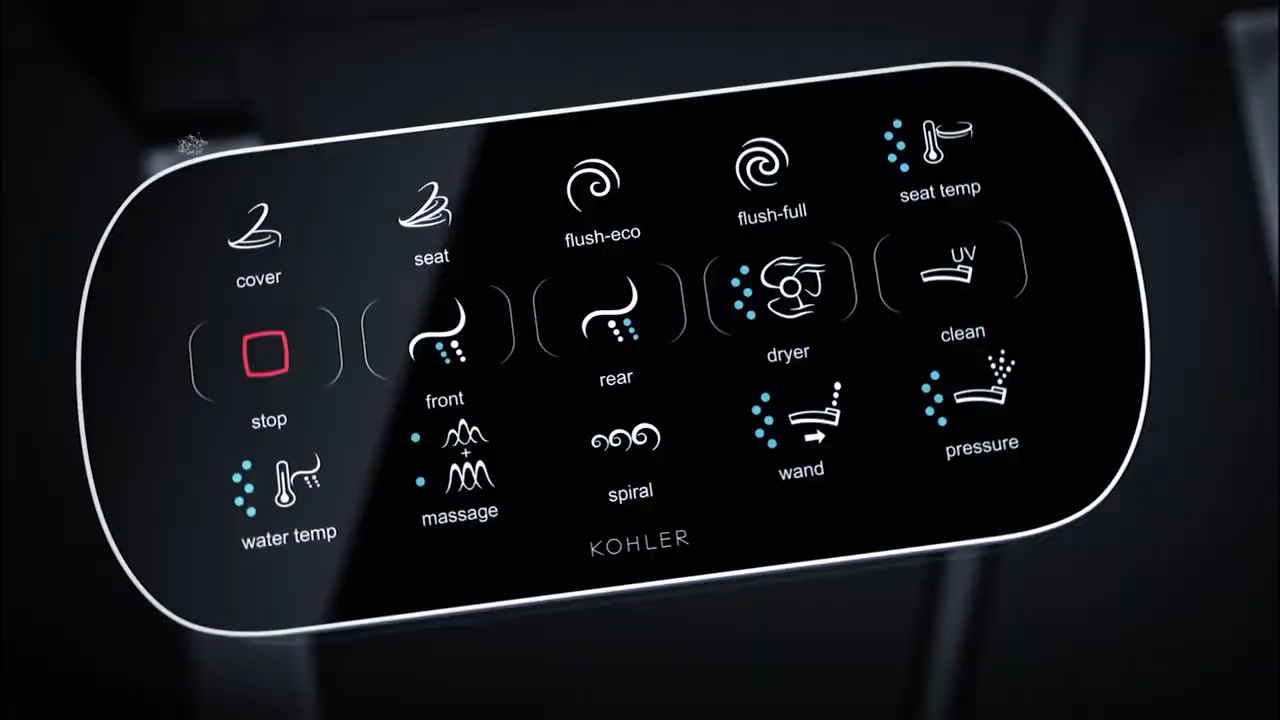 cover
seat
flush-eco
flush-full
seat temp
stop
front
rear
dryer
UV
clean
water temp
+
massage
spiral
wand
pressure
KOHLER